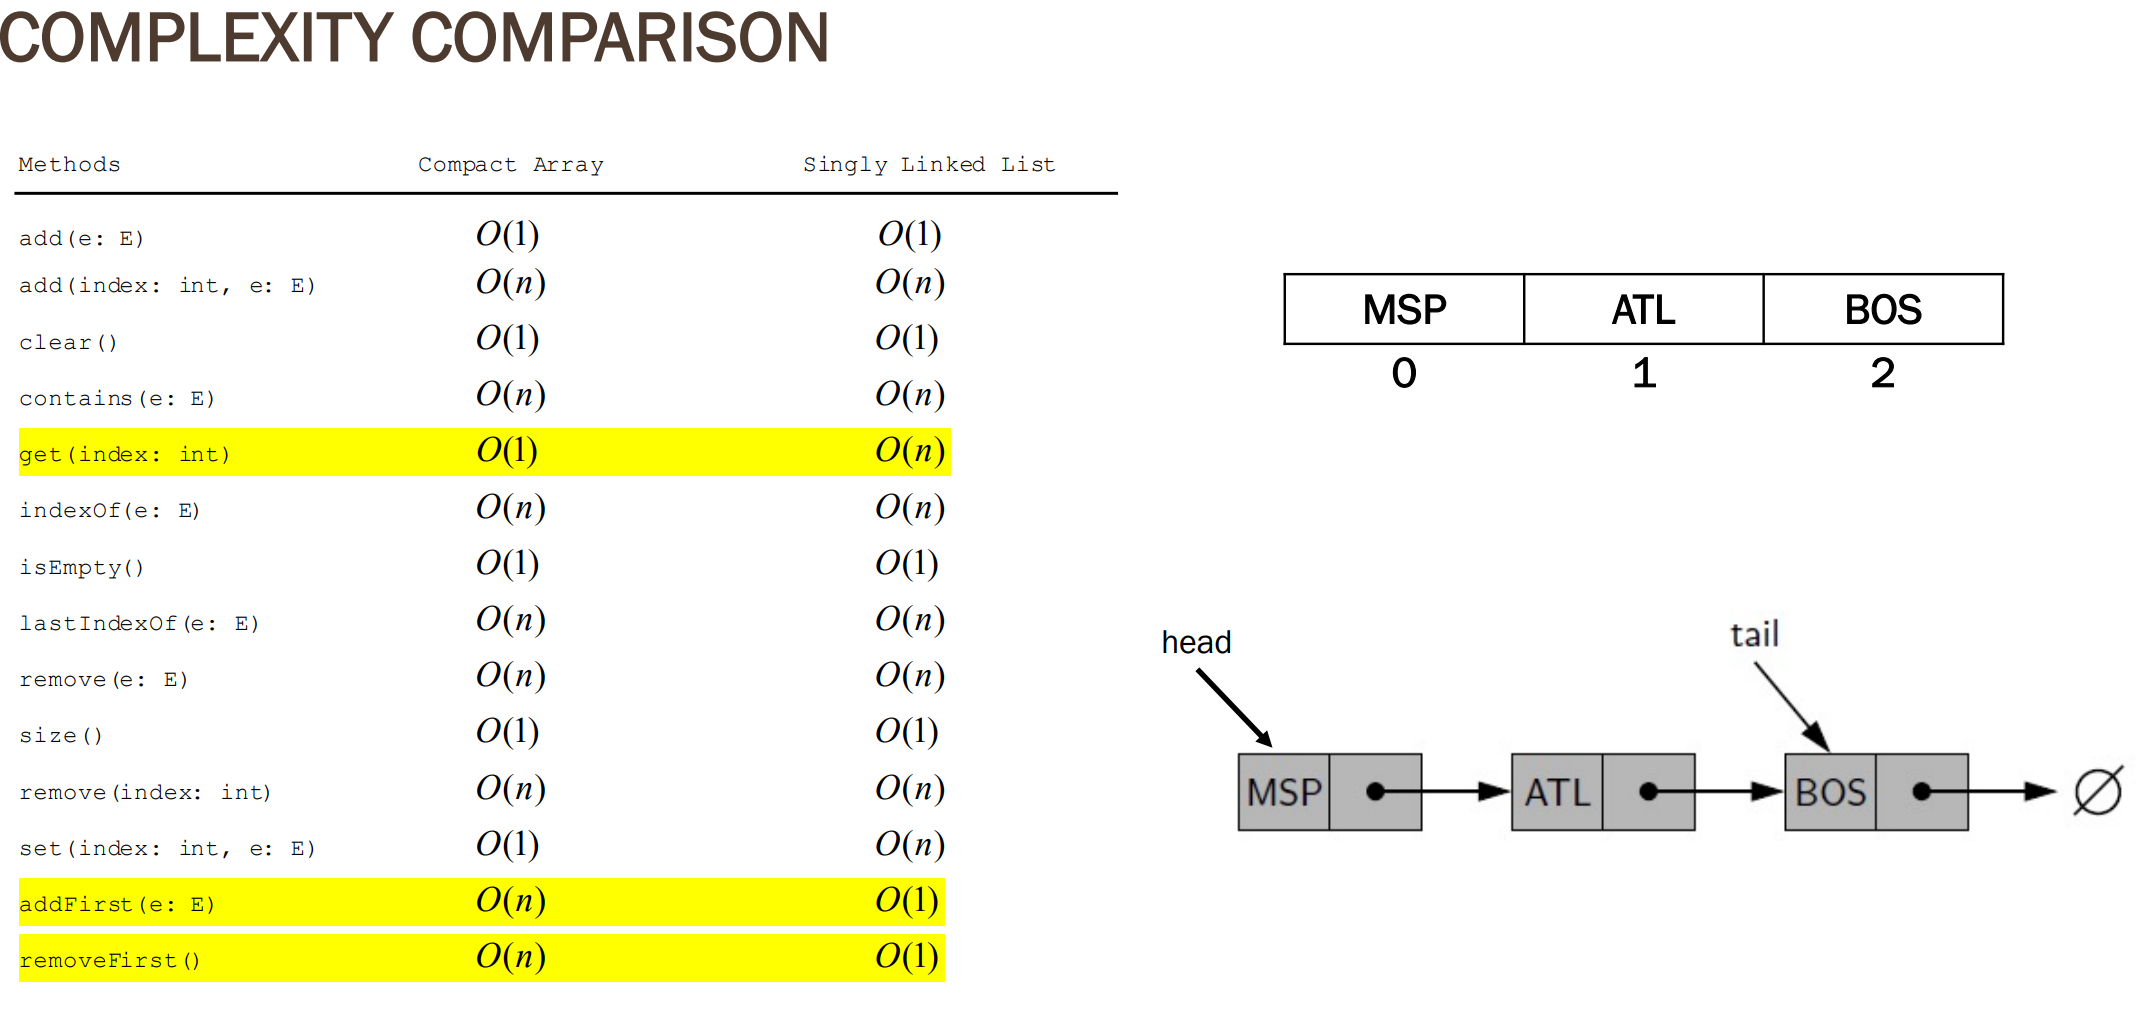 COMPLEXITY COMPARISON
Methods Compact Array Singly Linked List
add(e: E) O(1) O(1)
add(index: int, e: E) O(n) O(n)
clear() O(1) O(1)
contains(e: E) O(n) O(n)
get(index: int) O(1) O(n)
indexOf(e: E) O(n) O(n)
isEmpty() O(1) O(1)
lastIndexOf(e: E) O(n) O(n)
remove(e: E) O(n) O(n)
size() O(1) O(1)
remove(index: int) O(n) O(n)
set(index: int, e: E) O(1) O(n)
addFirst(e: E) O(n) O(1)
removeFirst() O(n) O(1)
MSP ATL BOS
0 1 2
head tail
MSP ATL BOS ∅